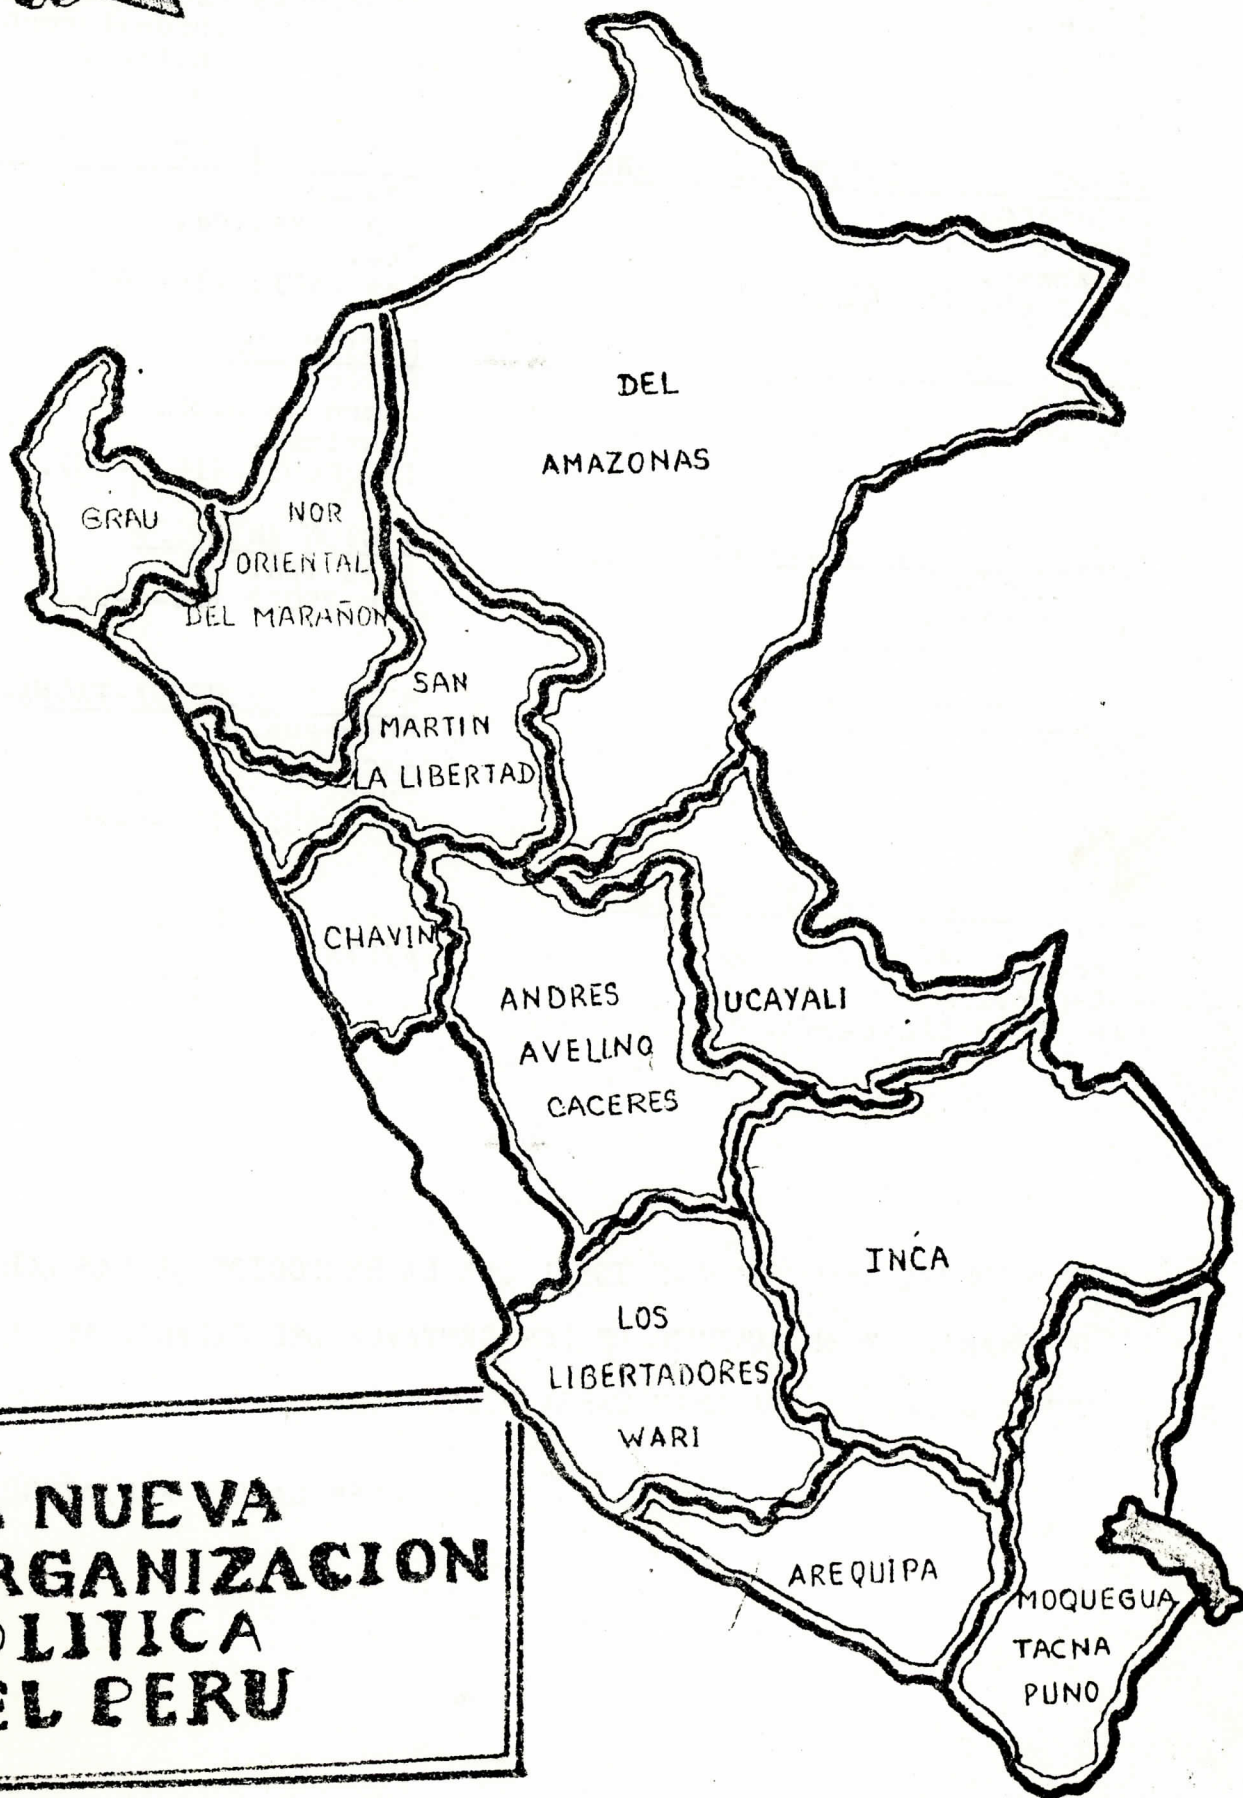 DEL
AMAZONAS
GRAU
NOR
ORIENTAL
DEL MARAÑON
SAN
MARTIN
LA LIBERTAD
CHAVIN
ANDRES
AVELINO
CACERES
UCAYALI
INCA
LOS
LIBERTADORES
WARI
AREQUIPA
MOQUEGUA
TACNA
PUNO
NUEVA
RGANIZACION
OLITICA
EL PERU